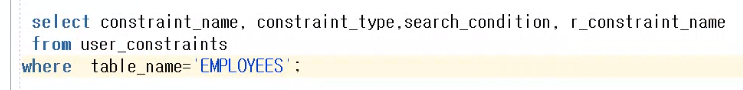 select constraint_name, constraint_type,search_condition, r_constraint_name
from user_constraints
where  table_name='EMPLOYEES';